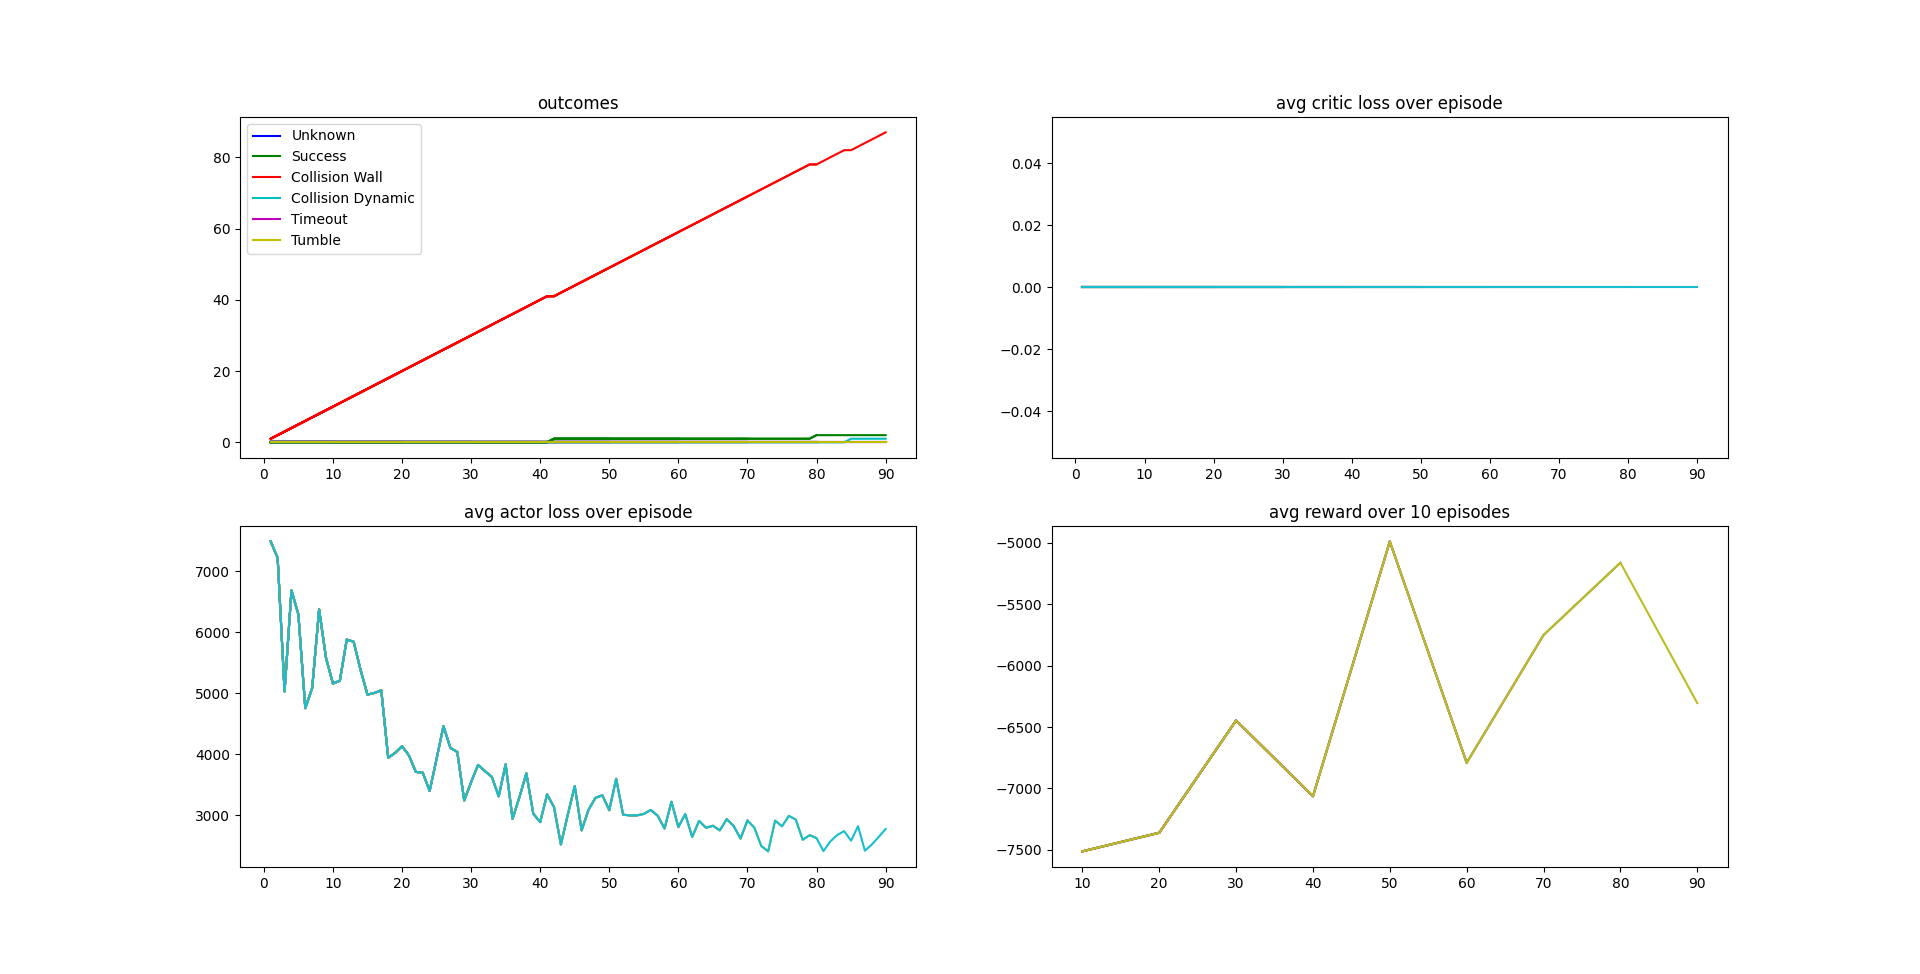 outcomes
Unknown
Success
Collision Wall
Collision Dynamic
Timeout
Tumble
80
60
40
20
0
0 10 20 30 40 50 60 70 80 90
avg critic loss over episode
0.04
0.02
0.00
−0.02
−0.04
0 10 20 30 40 50 60 70 80 90
avg actor loss over episode
7000
6000
5000
4000
3000
0 10 20 30 40 50 60 70 80 90
avg reward over 10 episodes
−5000
−5500
−6000
−6500
−7000
−7500
10 20 30 40 50 60 70 80 90